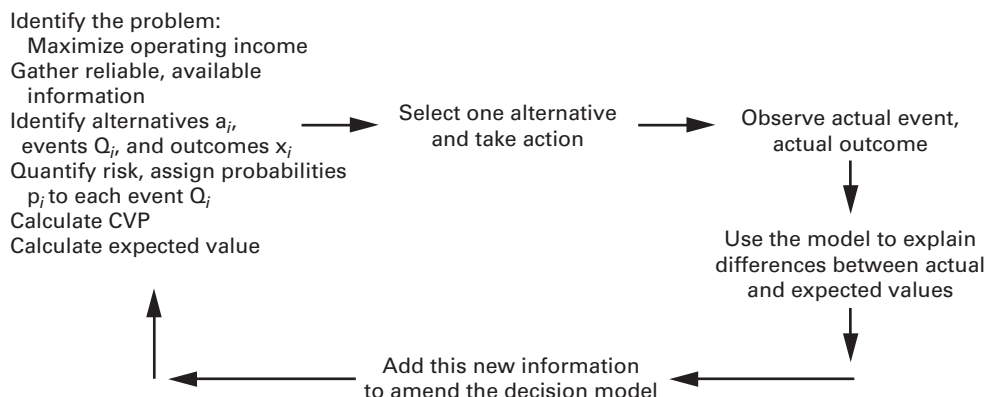 Identify the problem:
Maximize operating income
Gather reliable, available
information
Identify alternatives aᵢ,
events Qᵢ, and outcomes xᵢ
Quantify risk, assign probabilities
pᵢ to each event Qᵢ
Calculate CVP
Calculate expected value
Select one alternative
and take action
Observe actual event,
actual outcome
Use the model to explain
differences between actual
and expected values
Add this new information
to amend the decision model